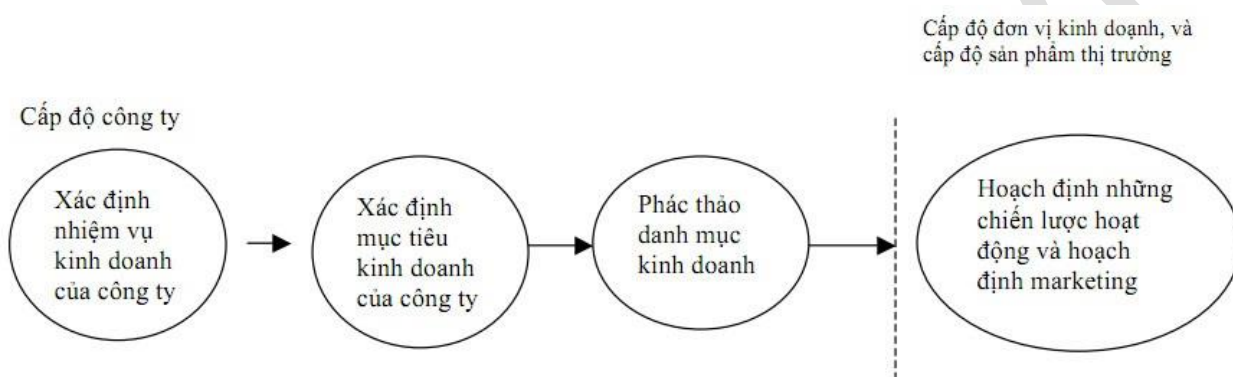 Cấp độ đơn vị kinh doạnh, và
cấp độ sản phẩm thị trường
Cấp độ công ty
Xác định
nhiệm vụ
kinh doanh
của công ty
Xác định
mục tiêu
kinh doanh
của công ty
Phác thảo
danh mục
kinh doanh
Hoạch định những
chiến lược hoạt
động và hoạch
định marketing